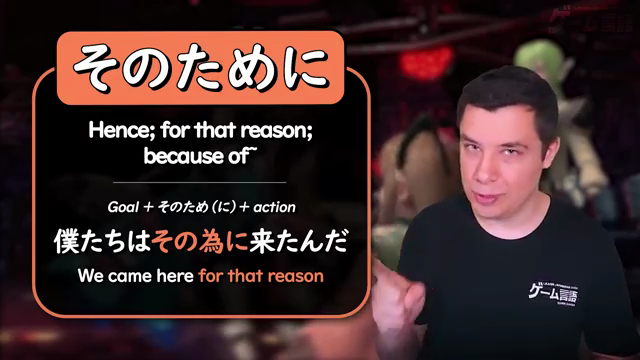 そのために
Hence; for that reason;
because of~
Goal + そのため (に) + action
僕たちはその為に来たんだ
We came here for that reason
ゲーム言語